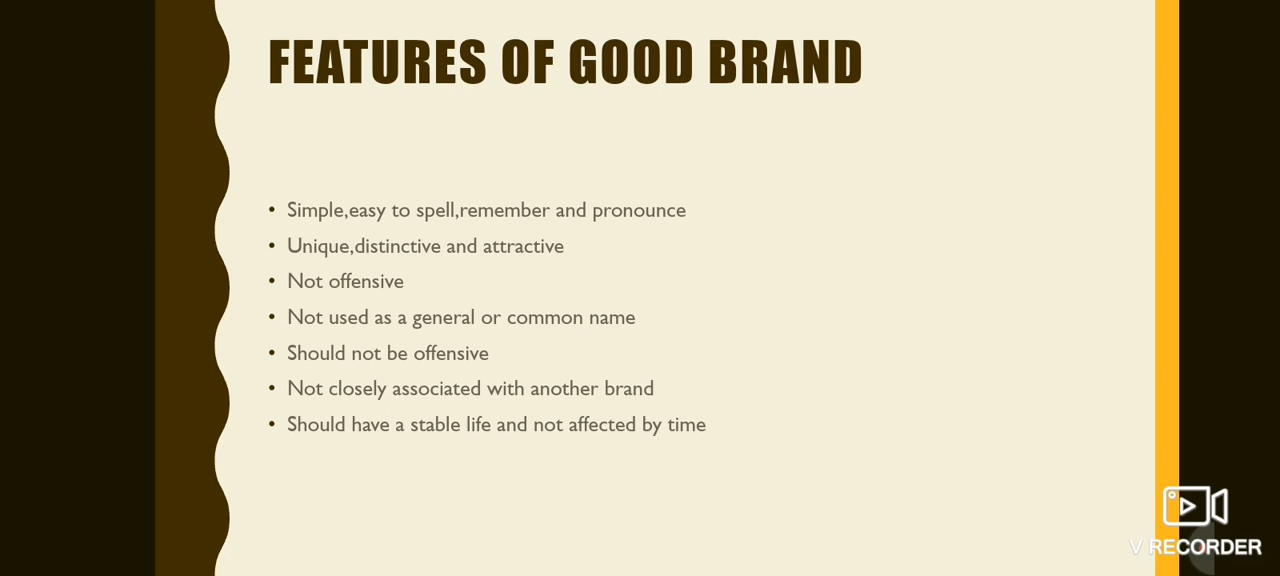 FEATURES OF GOOD BRAND
• Simple,easy to spell,remember and pronounce
• Unique,distinctive and attractive
• Not offensive
• Not used as a general or common name
• Should not be offensive
• Not closely associated with another brand
• Should have a stable life and not affected by time
V RECORDER